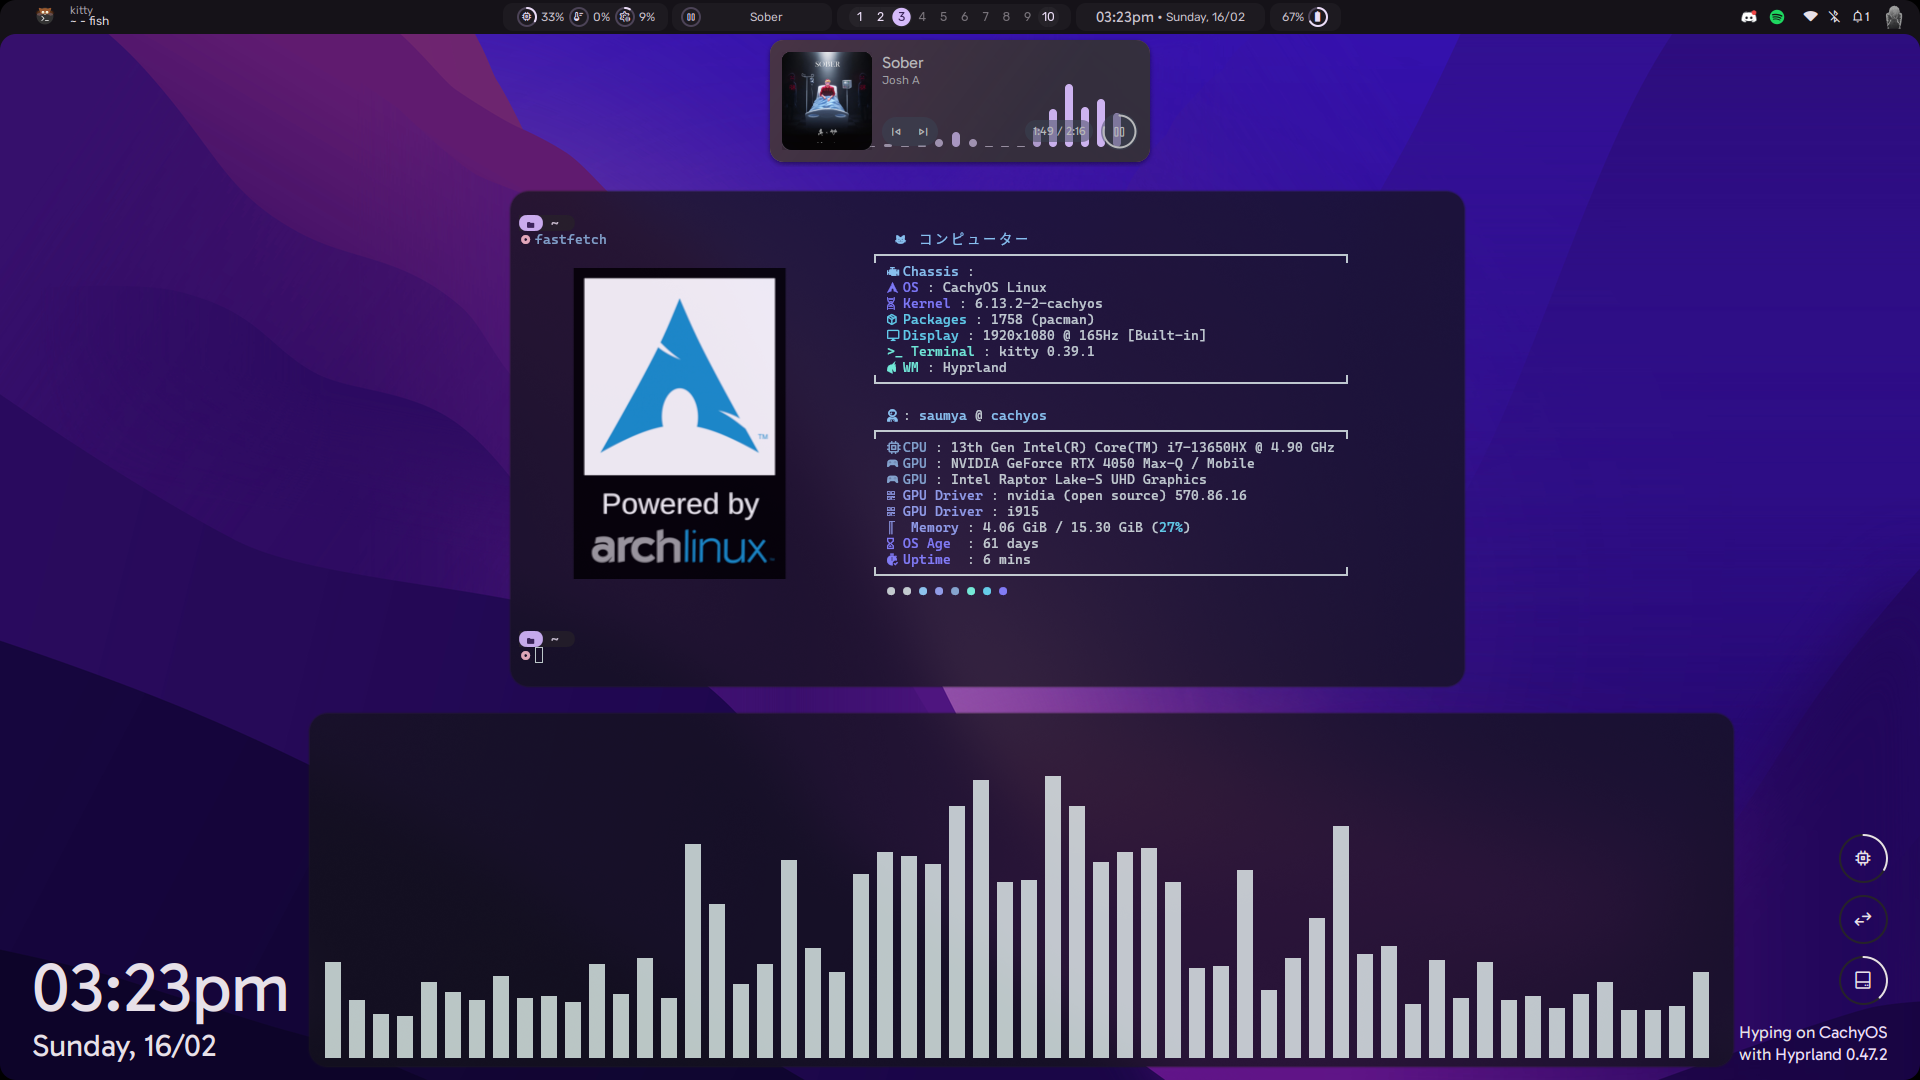 kitty
~ - fish
33% 0% 9%
Sober
1 2 3 4 5 6 7 8 9 10
03:23pm • Sunday, 16/02
67%
1
SOBER
Sober
Josh A
1:49 / 2:16
~
fastfetch
コンピューター
Chassis :
OS : CachyOS Linux
Kernel : 6.13.2-2-cachyos
Packages : 1758 (pacman)
Display : 1920x1080 @ 165Hz [Built-in]
>_ Terminal : kitty 0.39.1
WM : Hyprland
: saumya @ cachyos
CPU : 13th Gen Intel(R) Core(TM) i7-13650HX @ 4.90 GHz
GPU : NVIDIA GeForce RTX 4050 Max-Q / Mobile
GPU : Intel Raptor Lake-S UHD Graphics
GPU Driver : nvidia (open source) 570.86.16
GPU Driver : i915
Memory : 4.06 GiB / 15.30 GiB (27%)
OS Age : 61 days
Uptime : 6 mins
TM
Powered by
archlinux
~
03:23pm
Sunday, 16/02
Hyping on CachyOS
with Hyprland 0.47.2